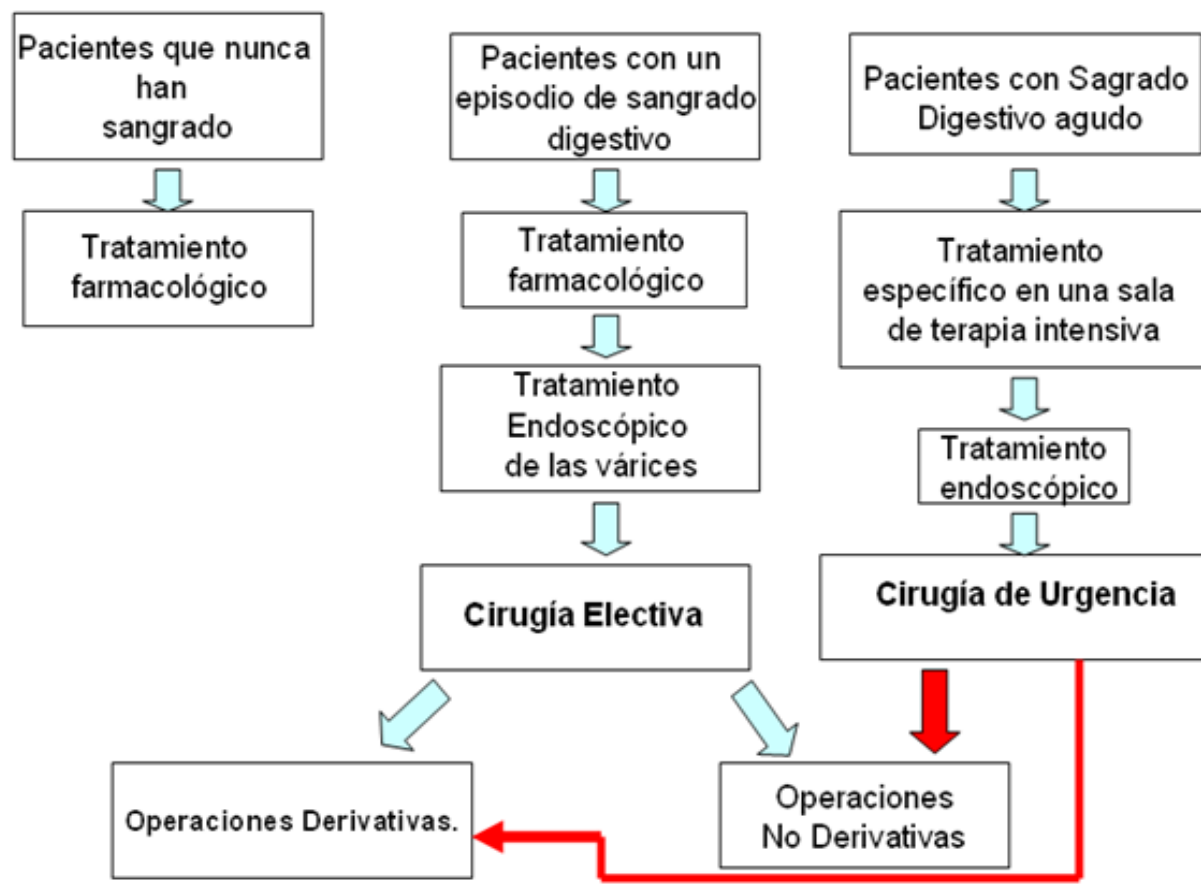 Pacientes que nunca
han
sangrado
Pacientes con un
episodio de sangrado
digestivo
Pacientes con Sagrado
Digestivo agudo
Tratamiento
farmacológico
Tratamiento
farmacológico
Tratamiento
específico en una sala
de terapia intensiva
Tratamiento
Endoscópico
de las várices
Tratamiento
endoscópico
Cirugía Electiva
Cirugía de Urgencia
Operaciones Derivativas.
Operaciones
No Derivativas